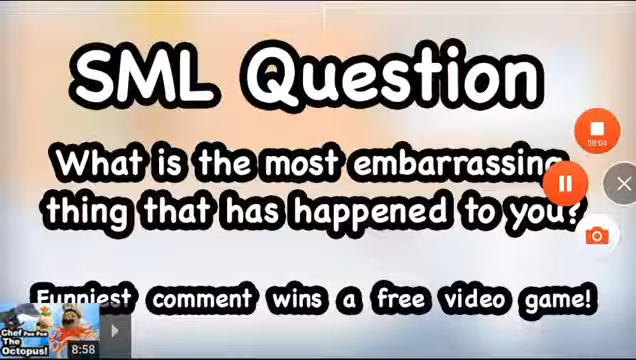 SML Question
What is the most embarrassing
thing that has happened to you?
Funniest comment wins a free video game!
08:04
Chef Pee Pee
The
Octopus!
8:58